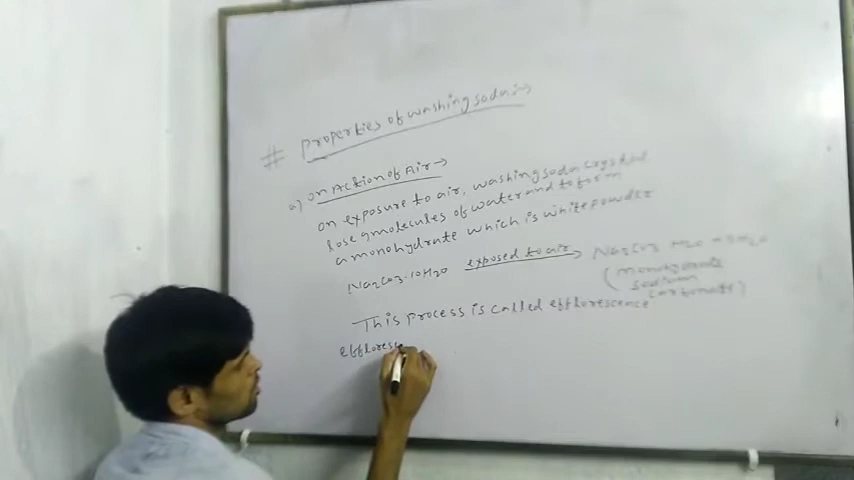 # Properties of washing soda:→
a) On Action of Air →
on exposure to air, washing soda crystal
lose 9 molecules of water and to form
a monohydrate which is white powder
Na2CO3.10H2O exposed to air→ Na2CO3 H2O + 9H2O
(monohydrate
sodium
carbonate)
This process is called efflorescence
effloresc